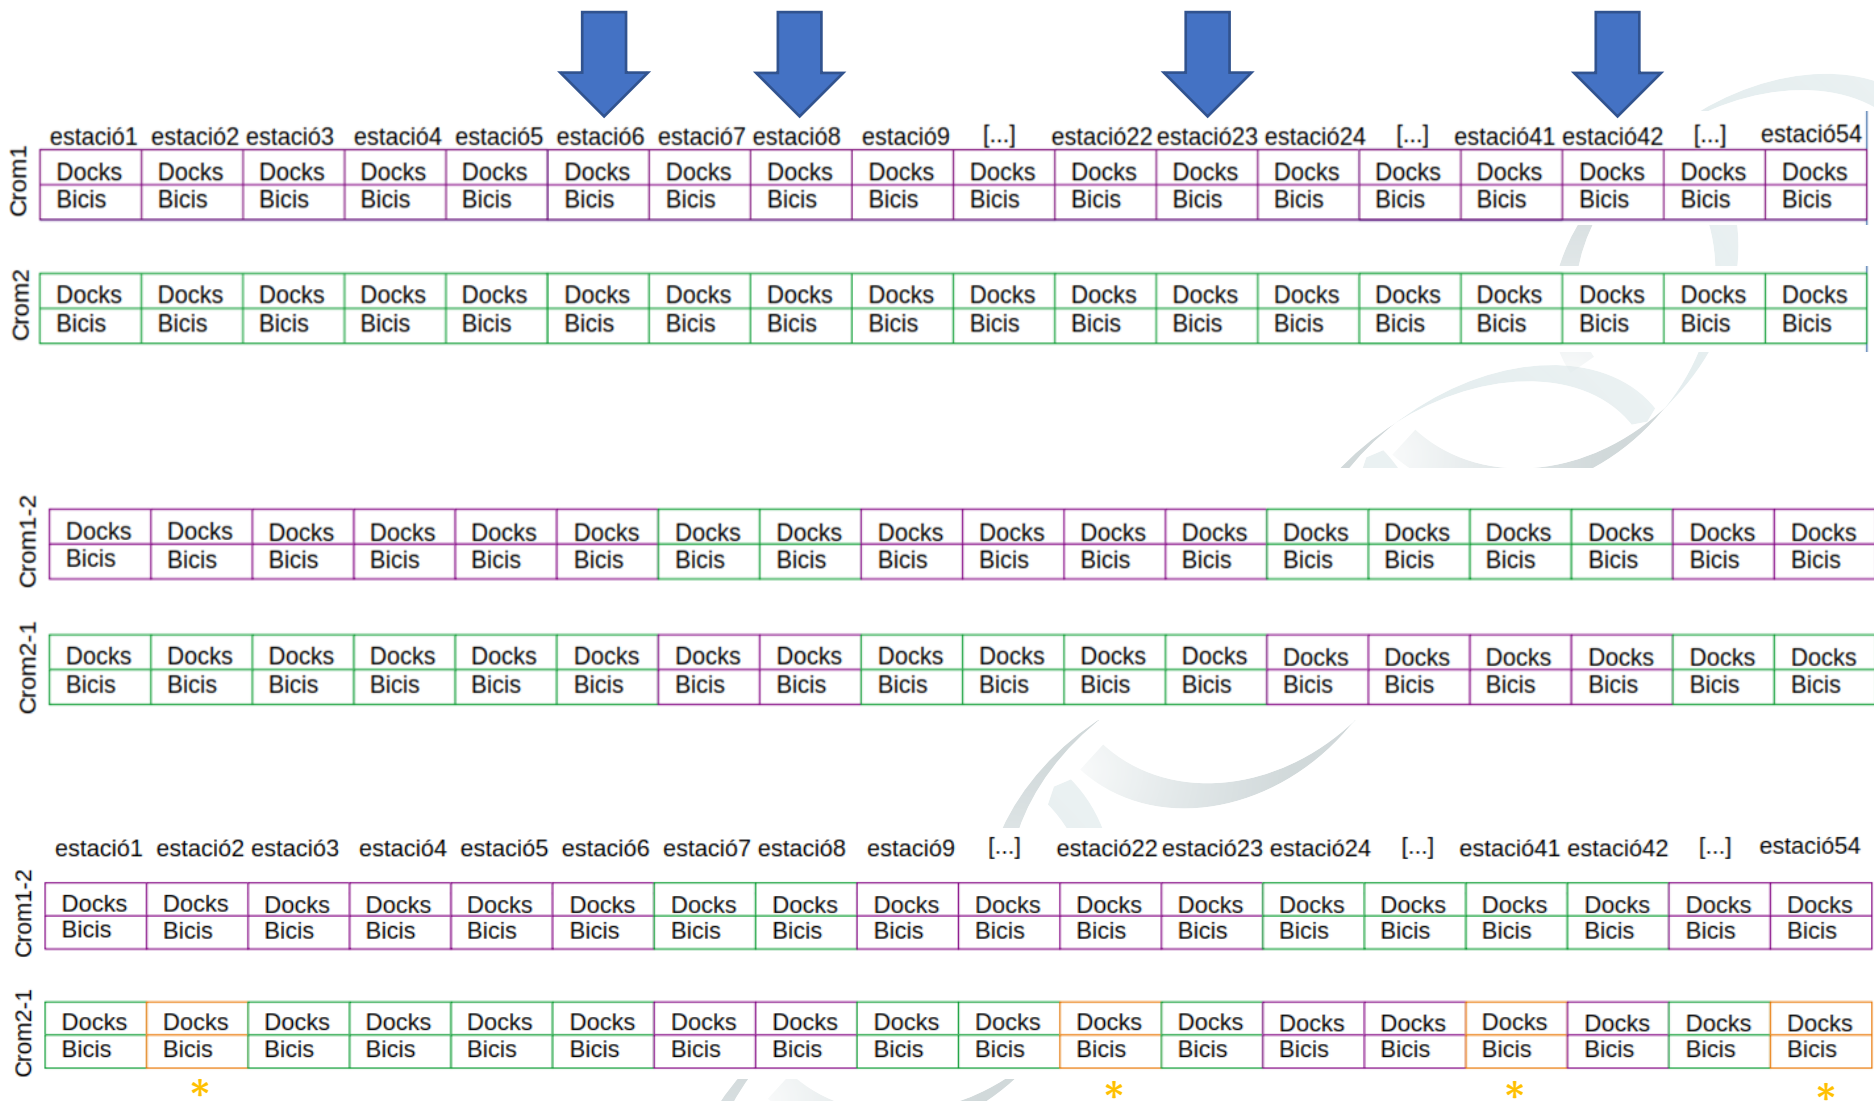 estació1 estació2 estació3 estació4 estació5 estació6 estació7 estació8 estació9 [...] estació22 estació23 estació24 [...] estació41 estació42 [...] estació54
Crom1
Docks Docks Docks Docks Docks Docks Docks Docks Docks Docks Docks Docks Docks Docks Docks Docks Docks Docks
Bicis Bicis Bicis Bicis Bicis Bicis Bicis Bicis Bicis Bicis Bicis Bicis Bicis Bicis Bicis Bicis Bicis Bicis
Crom2
Docks Docks Docks Docks Docks Docks Docks Docks Docks Docks Docks Docks Docks Docks Docks Docks Docks Docks
Bicis Bicis Bicis Bicis Bicis Bicis Bicis Bicis Bicis Bicis Bicis Bicis Bicis Bicis Bicis Bicis Bicis Bicis
Crom1-2
Docks Docks Docks Docks Docks Docks Docks Docks Docks Docks Docks Docks Docks Docks Docks Docks Docks Docks
Bicis Bicis Bicis Bicis Bicis Bicis Bicis Bicis Bicis Bicis Bicis Bicis Bicis Bicis Bicis Bicis Bicis Bicis
Crom2-1
Docks Docks Docks Docks Docks Docks Docks Docks Docks Docks Docks Docks Docks Docks Docks Docks Docks Docks
Bicis Bicis Bicis Bicis Bicis Bicis Bicis Bicis Bicis Bicis Bicis Bicis Bicis Bicis Bicis Bicis Bicis Bicis
estació1 estació2 estació3 estació4 estació5 estació6 estació7 estació8 estació9 [...] estació22 estació23 estació24 [...] estació41 estació42 [...] estació54
Crom1-2
Docks Docks Docks Docks Docks Docks Docks Docks Docks Docks Docks Docks Docks Docks Docks Docks Docks Docks
Bicis Bicis Bicis Bicis Bicis Bicis Bicis Bicis Bicis Bicis Bicis Bicis Bicis Bicis Bicis Bicis Bicis Bicis
Crom2-1
Docks Docks Docks Docks Docks Docks Docks Docks Docks Docks Docks Docks Docks Docks Docks Docks Docks Docks
Bicis Bicis Bicis Bicis Bicis Bicis Bicis Bicis Bicis Bicis Bicis Bicis Bicis Bicis Bicis Bicis Bicis Bicis
* * * *